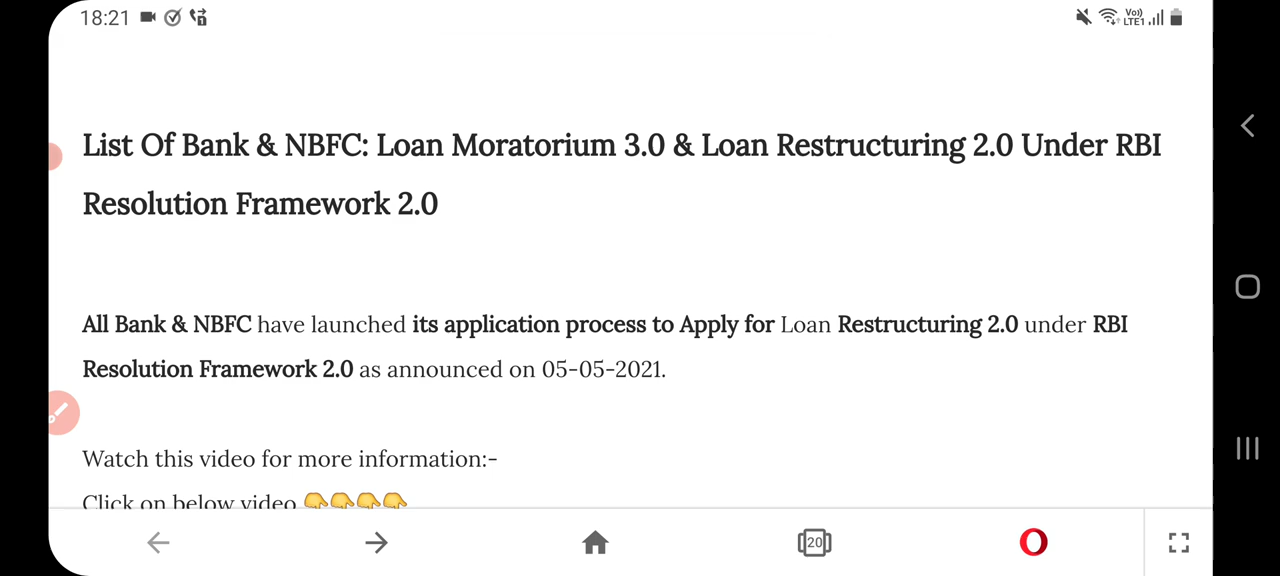 18:21
Vo))
LTE1
List Of Bank & NBFC: Loan Moratorium 3.0 & Loan Restructuring 2.0 Under RBI
Resolution Framework 2.0
All Bank & NBFC have launched its application process to Apply for Loan Restructuring 2.0 under RBI
Resolution Framework 2.0 as announced on 05-05-2021.
Watch this video for more information:-
Click on below video 👇👇👇👇
20